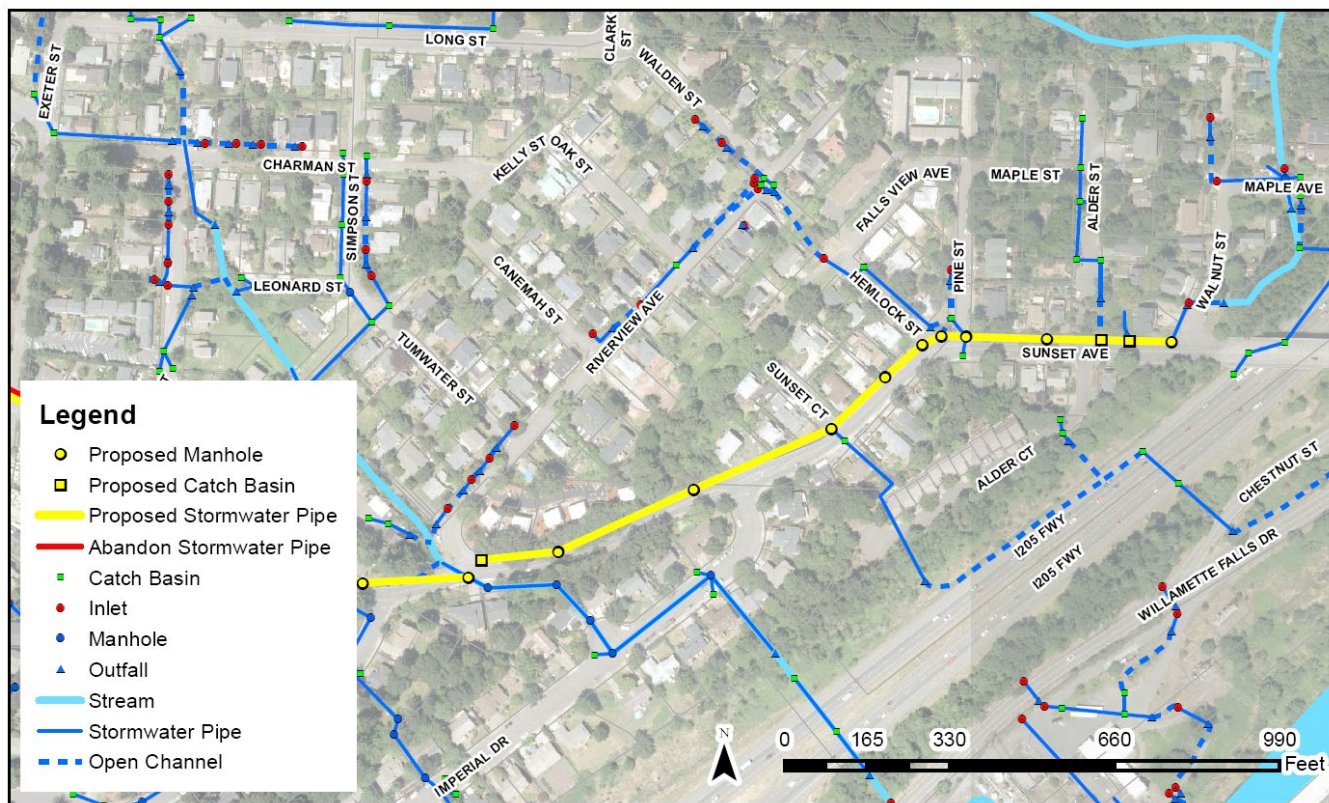 LONG ST
CLARK
ST
EXETER ST
WALDEN ST
KELLY ST
OAK ST
CHARMAN ST
SIMPSON ST
MAPLE ST
FALLS VIEW AVE
ALDER ST
MAPLE AVE
WALNUT ST
PINE ST
LEONARD ST
CANEMAH ST
RIVERVIEW AVE
HEMLOCK ST
SUNSET AVE
TUMWATER ST
SUNSET CT
ALDER CT
CHESTNUT ST
I205 FWY
I205 FWY
WILLAMETTE FALLS DR
IMPERIAL DR
Legend
Proposed Manhole
Proposed Catch Basin
Proposed Stormwater Pipe
Abandon Stormwater Pipe
Catch Basin
Inlet
Manhole
Outfall
Stream
Stormwater Pipe
Open Channel
N
0 165 330 660 990
Feet